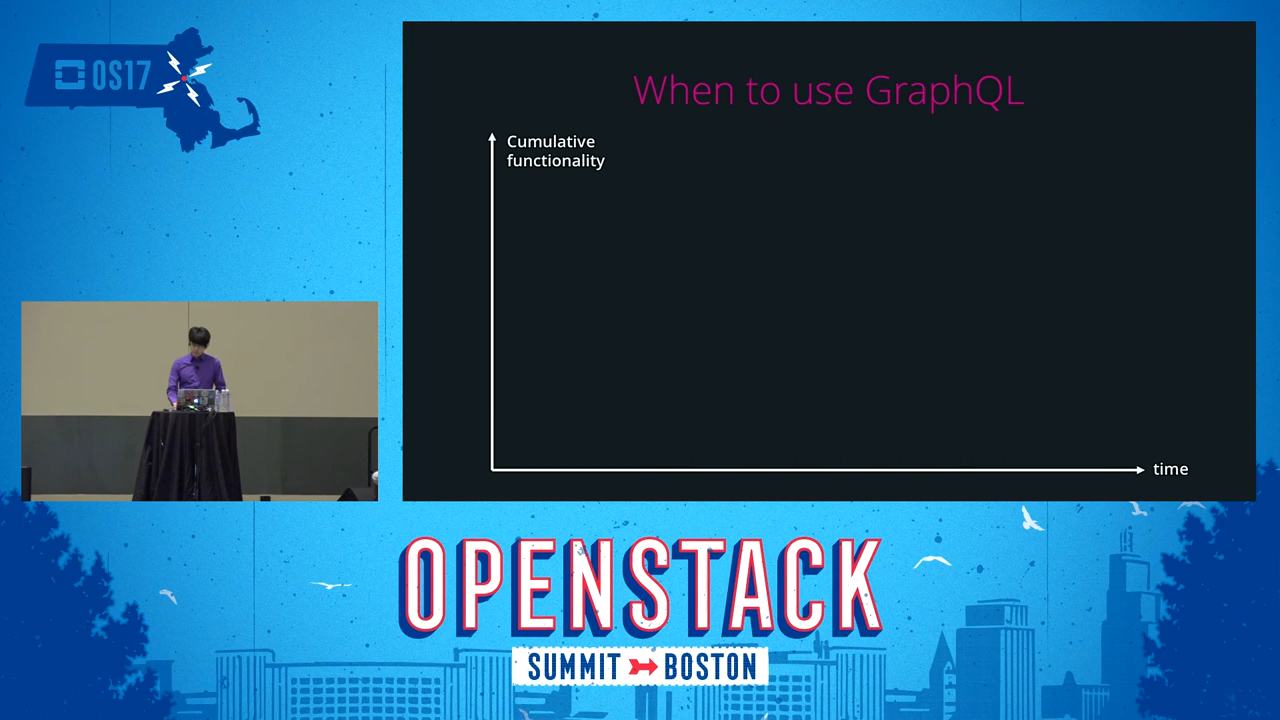 OS17
When to use GraphQL
Cumulative
functionality
time
OPENSTACK
SUMMIT BOSTON